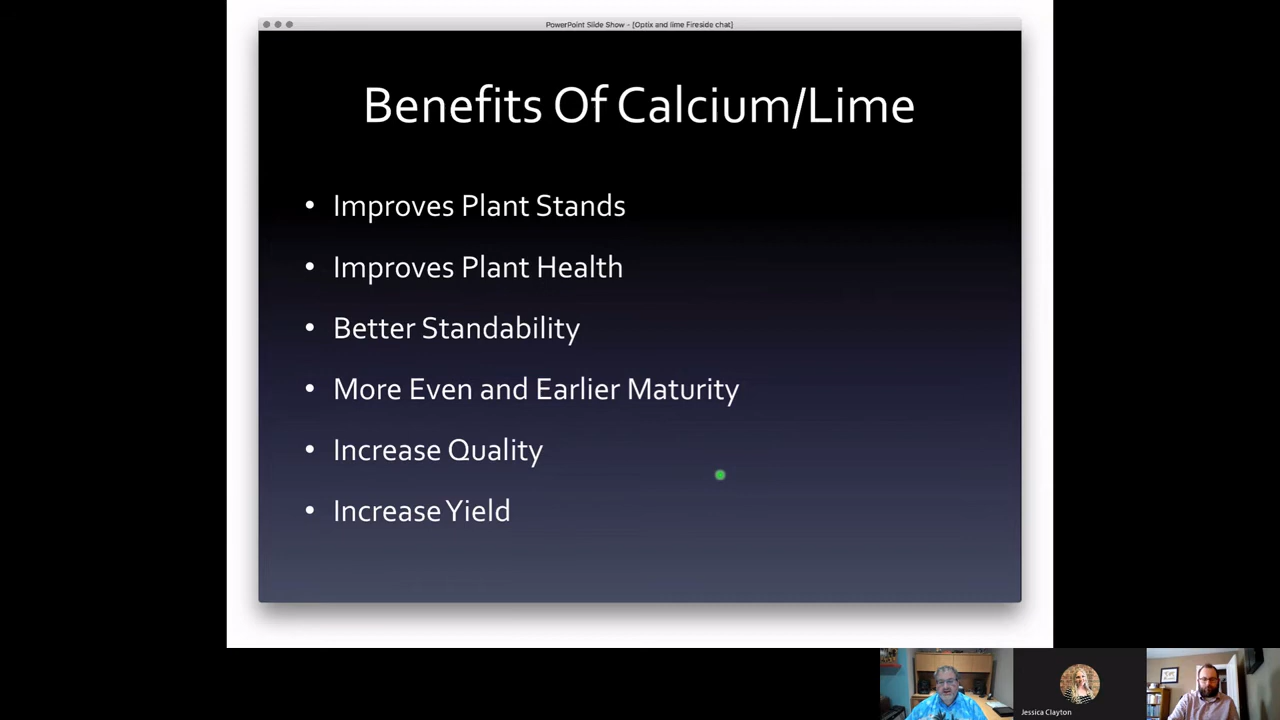 PowerPoint Slide Show - [Optix and lime Fireside chat]
Benefits Of Calcium/Lime
• Improves Plant Stands
• Improves Plant Health
• Better Standability
• More Even and Earlier Maturity
• Increase Quality
• Increase Yield
Jessica Clayton